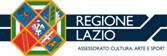 REGIONE
LAZIO
ASSESSORATO CULTURA, ARTE E SPORT